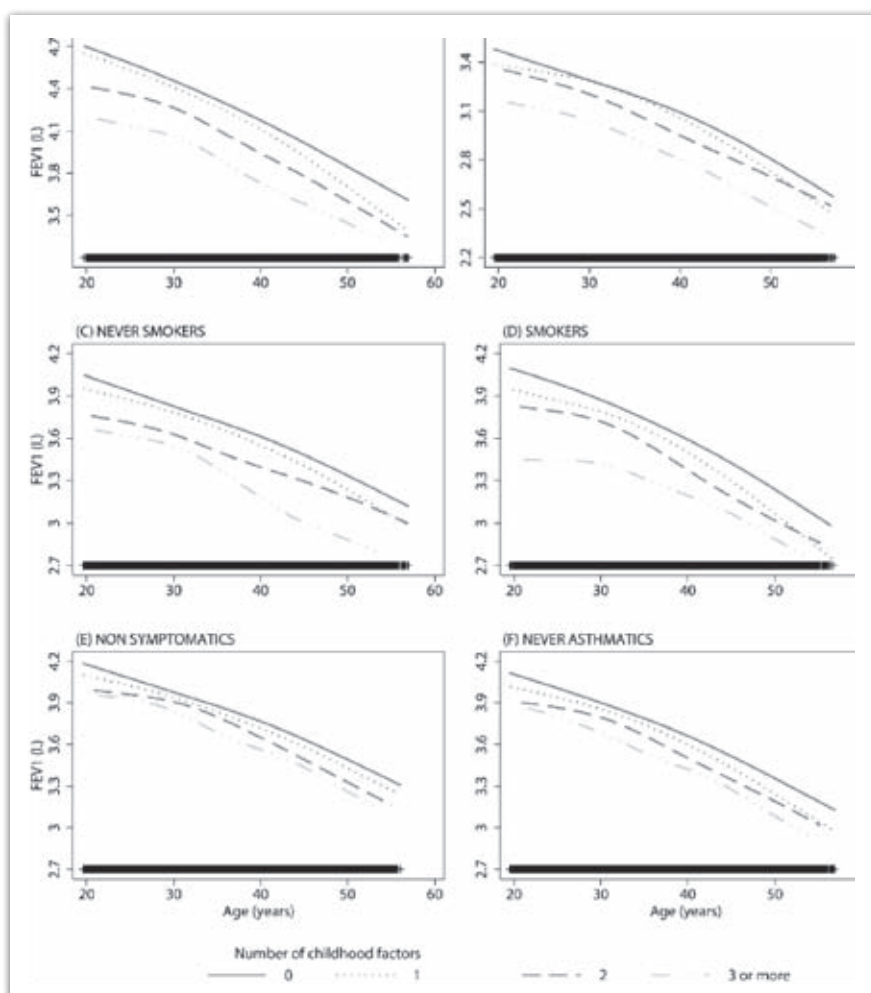 4.7
4.4
4.1
3.8
3.5
FEV1 (L)
20 30 40 50 60
3.4
3.1
2.8
2.5
2.2
20 30 40 50
(C) NEVER SMOKERS
4.2
3.9
3.6
3.3
3
2.7
FEV1 (L)
20 30 40 50 60
(D) SMOKERS
4.2
3.9
3.6
3.3
3
2.7
20 30 40 50
(E) NON SYMPTOMATICS
4.2
3.9
3.6
3.3
3
2.7
FEV1 (L)
20 30 40 50 60
Age (years)
(F) NEVER ASTHMATICS
4.2
3.9
3.6
3.3
3
2.7
20 30 40 50
Age (years)
Number of childhood factors
0 1 2 3 or more